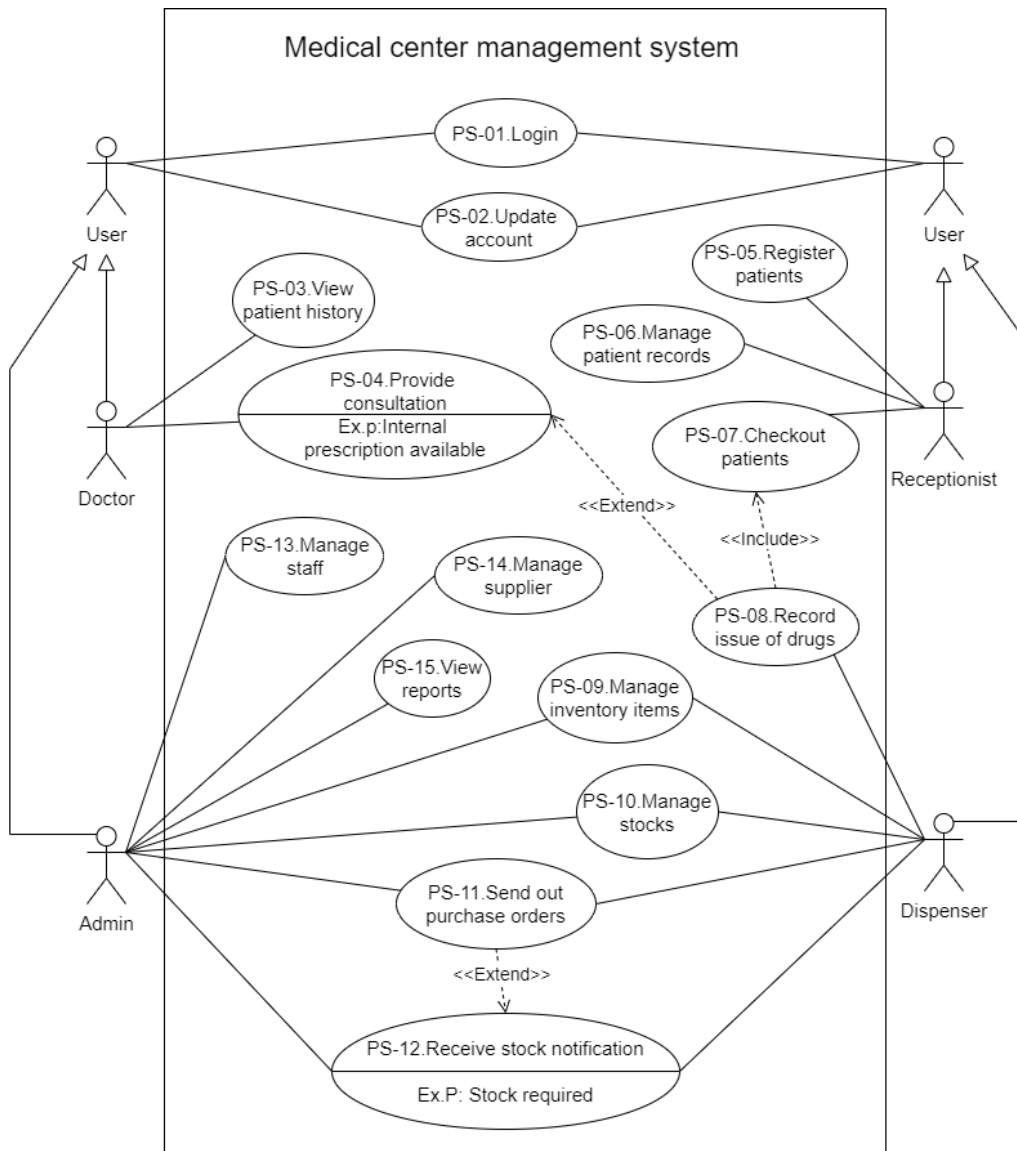 Medical center management system
PS-01.Login
User
User
PS-02.Update
account
PS-05.Register
patients
PS-03.View
patient history
PS-06.Manage
patient records
PS-04.Provide
consultation
Ex.p:Internal
prescription available
PS-07.Checkout
patients
Doctor
Receptionist
<<Extend>>
<<Include>>
PS-13.Manage
staff
PS-14.Manage
supplier
PS-08.Record
issue of drugs
PS-15.View
reports
PS-09.Manage
inventory items
PS-10.Manage
stocks
PS-11.Send out
purchase orders
Admin
Dispenser
<<Extend>>
PS-12.Receive stock notification
Ex.P: Stock required